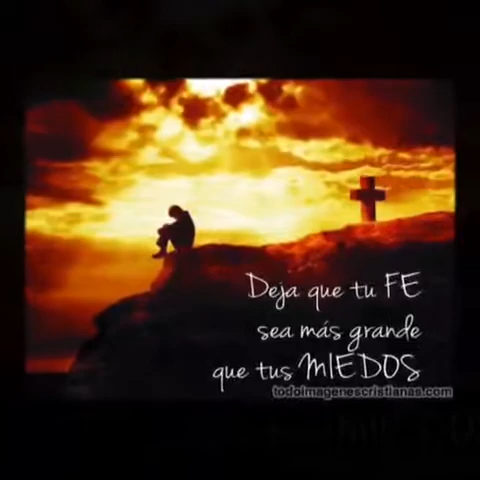 Deja que tu FE
sea más grande
que tus MIEDOS
todoimagenescristianas.com